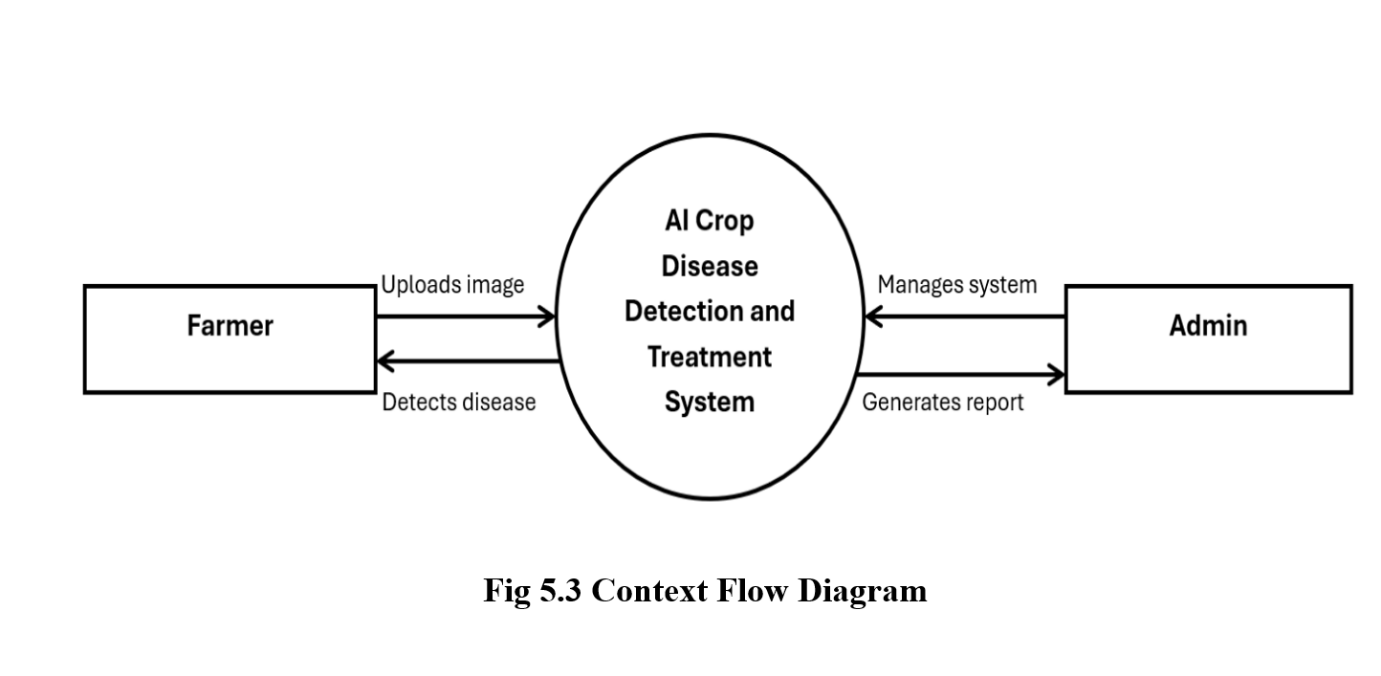 AI Crop
Disease
Detection and
Treatment
System
Uploads image
Farmer
Detects disease
Manages system
Admin
Generates report
Fig 5.3 Context Flow Diagram